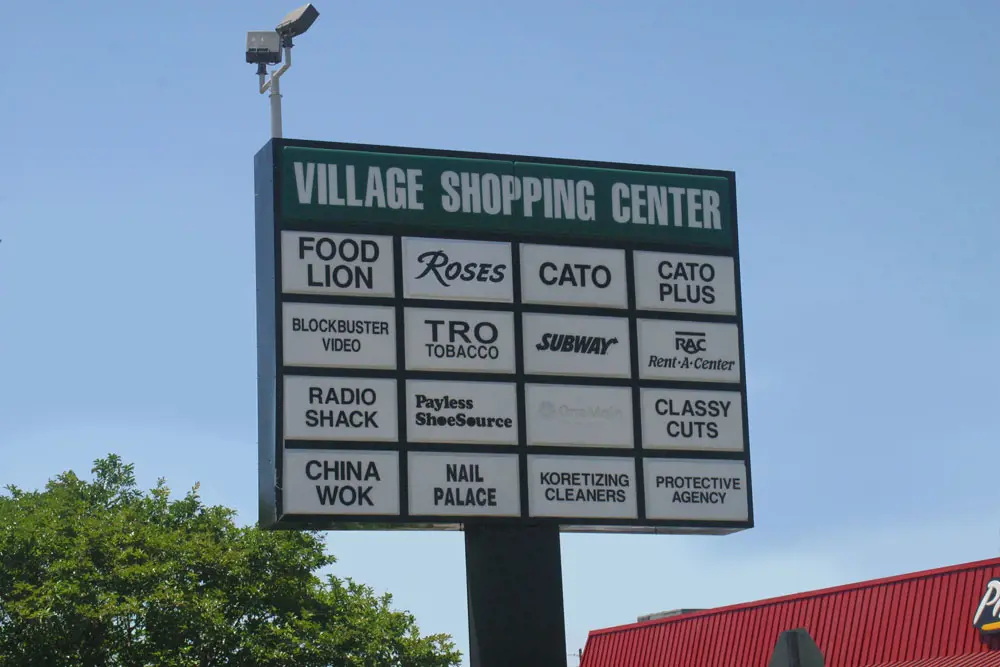 VILLAGE SHOPPING CENTER
FOOD
LION
ROSES
CATO
CATO
PLUS
BLOCKBUSTER
VIDEO
TRO
TOBACCO
SUBWAY
RAC
Rent-A-Center
RADIO
SHACK
Payless
ShoeSource
CLASSY
CUTS
CHINA
WOK
NAIL
PALACE
KORETIZING
CLEANERS
PROTECTIVE
AGENCY